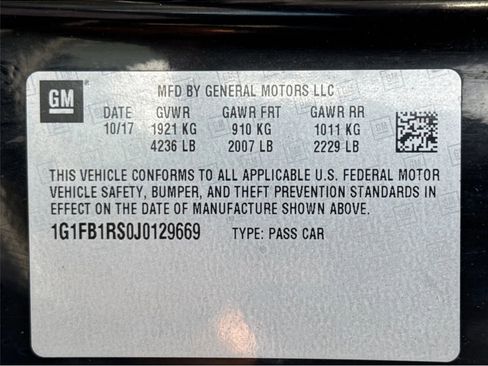 GM
MFD BY GENERAL MOTORS LLC
DATE GVWR GAWR FRT GAWR RR
10/17 1921 KG 910 KG 1011 KG
4236 LB 2007 LB 2229 LB
THIS VEHICLE CONFORMS TO ALL APPLICABLE U.S. FEDERAL MOTOR
VEHICLE SAFETY, BUMPER, AND THEFT PREVENTION STANDARDS IN
EFFECT ON THE DATE OF MANUFACTURE SHOWN ABOVE.
1G1FB1RS0J0129669 TYPE: PASS CAR